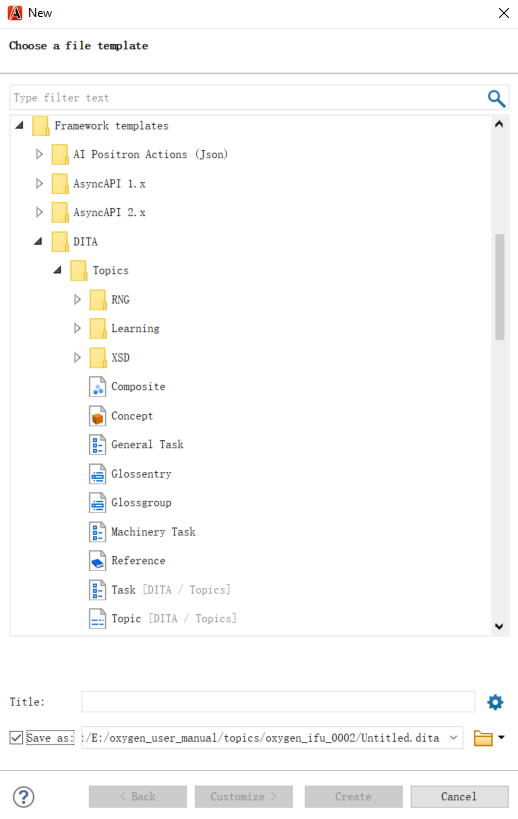 New
Choose a file template
Type filter text
Framework templates
AI Positron Actions (Json)
AsyncAPI 1.x
AsyncAPI 2.x
DITA
Topics
RNG
Learning
XSD
Composite
Concept
General Task
Glossentry
Glossgroup
Machinery Task
Reference
Task [DITA / Topics]
Topic [DITA / Topics]
Title:
Save as: :/E:/oxygen_user_manual/topics/oxygen_ifu_0002/Untitled.dita
? < Back Customize > Create Cancel